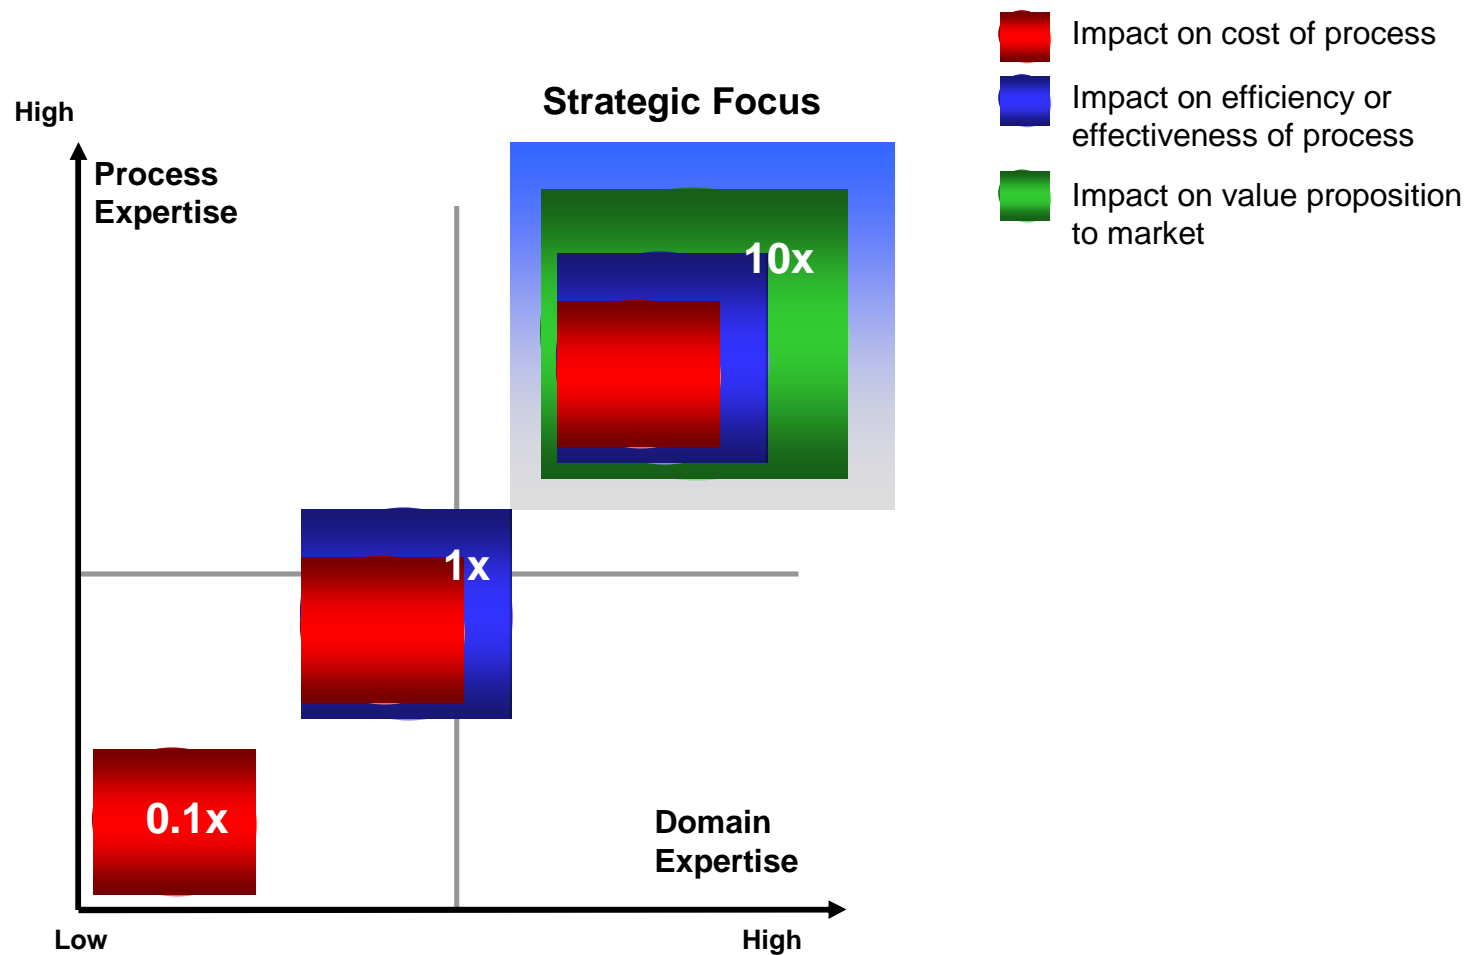 Impact on cost of process
Impact on efficiency or
effectiveness of process
Impact on value proposition
to market
Strategic Focus
High
Process
Expertise
10x
1x
0.1x
Domain
Expertise
Low
High